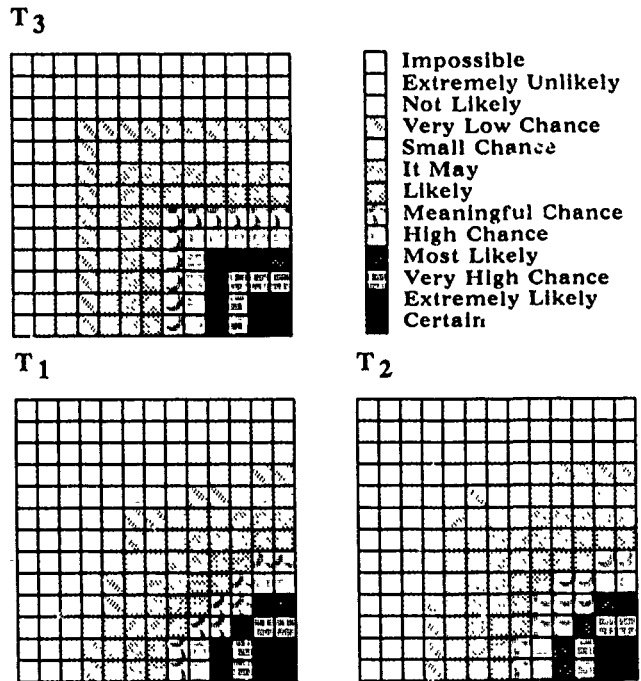 T3
Impossible
Extremely Unlikely
Not Likely
Very Low Chance
Small Chance
It May
Likely
Meaningful Chance
High Chance
Most Likely
Very High Chance
Extremely Likely
Certain
T1
T2